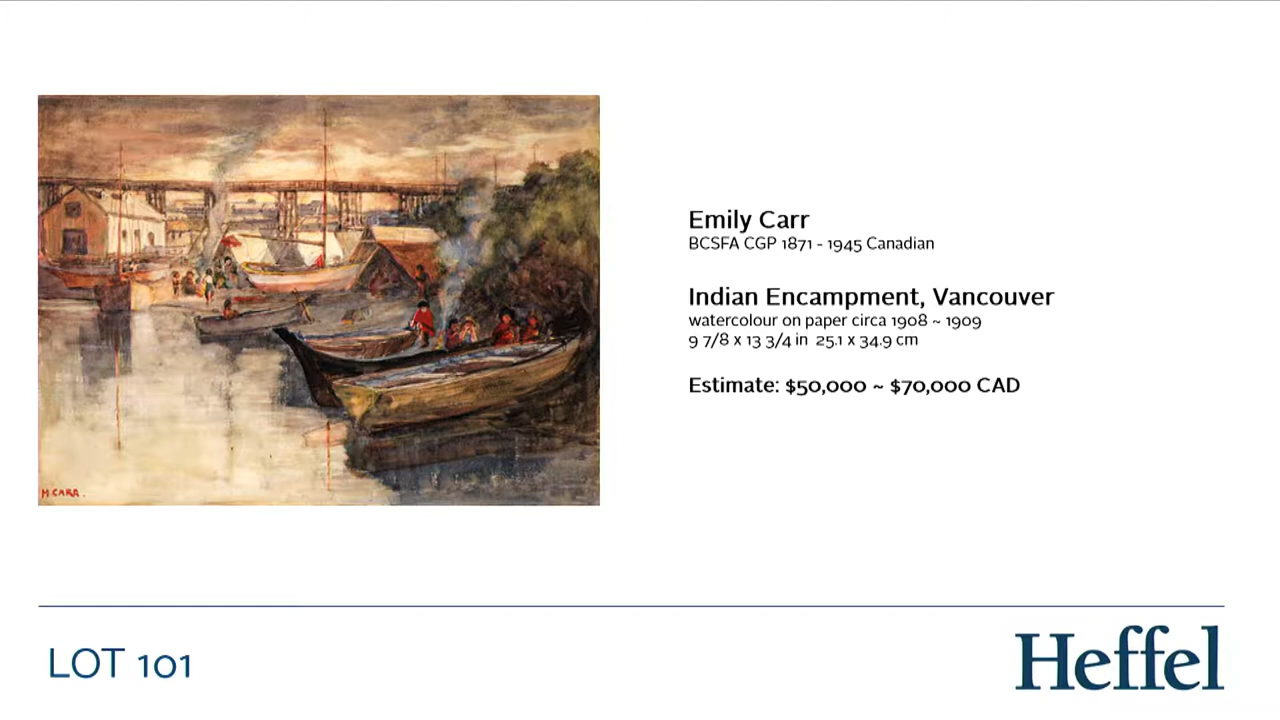 Emily Carr
BCSFA CGP 1871 - 1945 Canadian
Indian Encampment, Vancouver
watercolour on paper circa 1908 ~ 1909
9 7/8 x 13 3/4 in 25.1 x 34.9 cm
Estimate: $50,000 ~ $70,000 CAD
M CARR.
LOT 101
Heffel